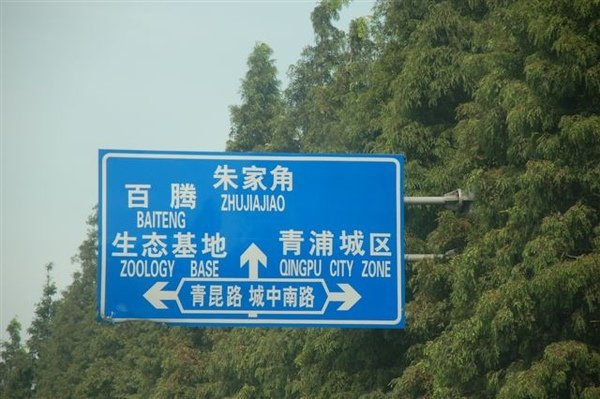 朱家角
ZHUJIAJIAO
百腾
BAITENG
生态基地
ZOOLOGY BASE
青浦城区
QINGPU CITY ZONE
青昆路 城中南路